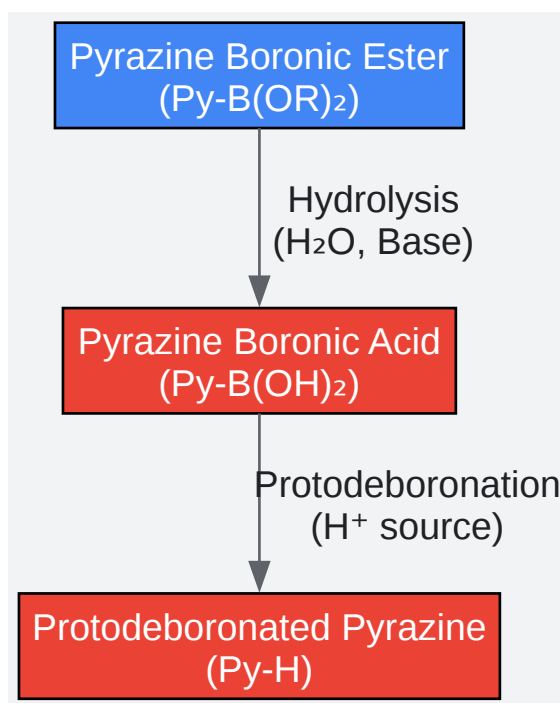 Pyrazine Boronic Ester
(Py-B(OR)₂)
Hydrolysis
(H₂O, Base)
Pyrazine Boronic Acid
(Py-B(OH)₂)
Protodeboronation
(H⁺ source)
Protodeboronated Pyrazine
(Py-H)